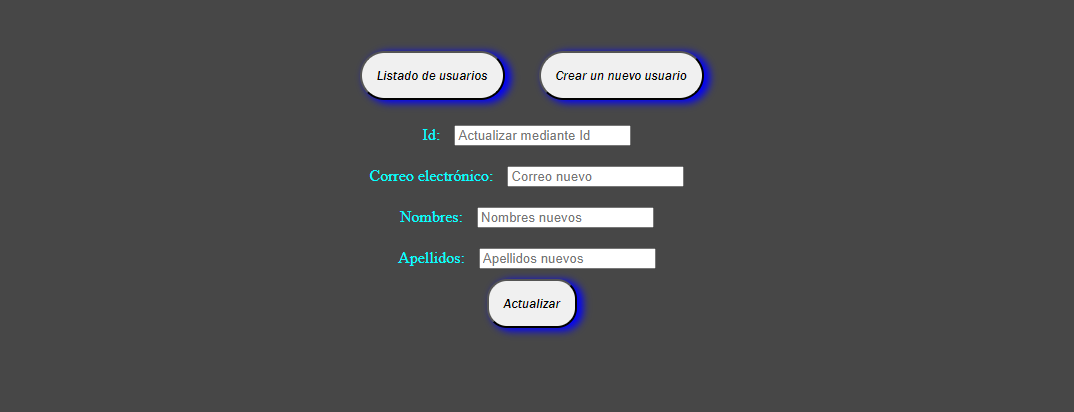 Listado de usuarios Crear un nuevo usuario
Id: Actualizar mediante Id
Correo electrónico: Correo nuevo
Nombres: Nombres nuevos
Apellidos: Apellidos nuevos
Actualizar